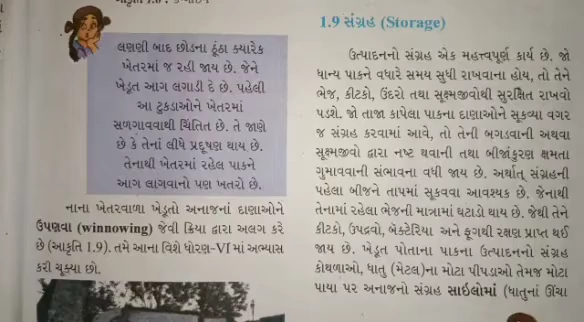 લણણી બાદ છોડના ઠૂંઠા ક્યારેક
ખેતરમાં જ રહી જાય છે. જેને
ખેડૂત આગ લગાડી દે છે. પહેલી
આ ટુકડાઓને ખેતરમાં
સળગાવવાથી ચિંતિત છે. તે જાણે
છે કે તેનાં લીધે પ્રદૂષણ થાય છે.
તેનાથી ખેતરમાં રહેલ પાકને
આગ લાગવાનો પણ ખતરો છે.
નાના ખેતરવાળા ખેડૂતો અનાજનાં દાણાઓને
ઉપણવા (winnowing) જેવી ક્રિયા દ્વારા અલગ કરે
છે (આકૃતિ 1.9). તમે આના વિશે ધોરણ-VI માં અભ્યાસ
કરી ચૂક્યા છો.
1.9 સંગ્રહ (Storage)
ઉત્પાદનનો સંગ્રહ એક મહત્ત્વપૂર્ણ કાર્ય છે. જો
ધાન્ય પાકને વધારે સમય સુધી રાખવાના હોય, તો તેને
ભેજ, કીટકો, ઉંદરો તથા સૂક્ષ્મજીવોથી સુરક્ષિત રાખવો
પડશે. જો તાજા કાપેલા પાકના દાણાઓને સૂકવ્યા વગર
જ સંગ્રહ કરવામાં આવે, તો તેની બગડવાની અથવા
સૂક્ષ્મજીવો દ્વારા નષ્ટ થવાની તથા બીજાંકુરણ ક્ષમતા
ગુમાવવાની સંભાવના વધી જાય છે. અર્થાત્ સંગ્રહની
પહેલા બીજને તાપમાં સૂકવવા આવશ્યક છે. જેનાથી
તેનામાં રહેલા ભેજની માત્રામાં ઘટાડો થાય છે. જેથી તેને
કીટકો, ઉપદ્રવો, બૅક્ટેરિયા અને ફૂગથી રક્ષણ પ્રાપ્ત થઈ
જાય છે. ખેડૂત પોતાના પાકના ઉત્પાદનનો સંગ્રહ
કોથળાઓ, ધાતુ (મેટલ)ના મોટા પીપડાઓ તેમજ મોટા
પાયા પર અનાજનો સંગ્રહ સાઇલોમાં (ધાતુનાં ઊંચા